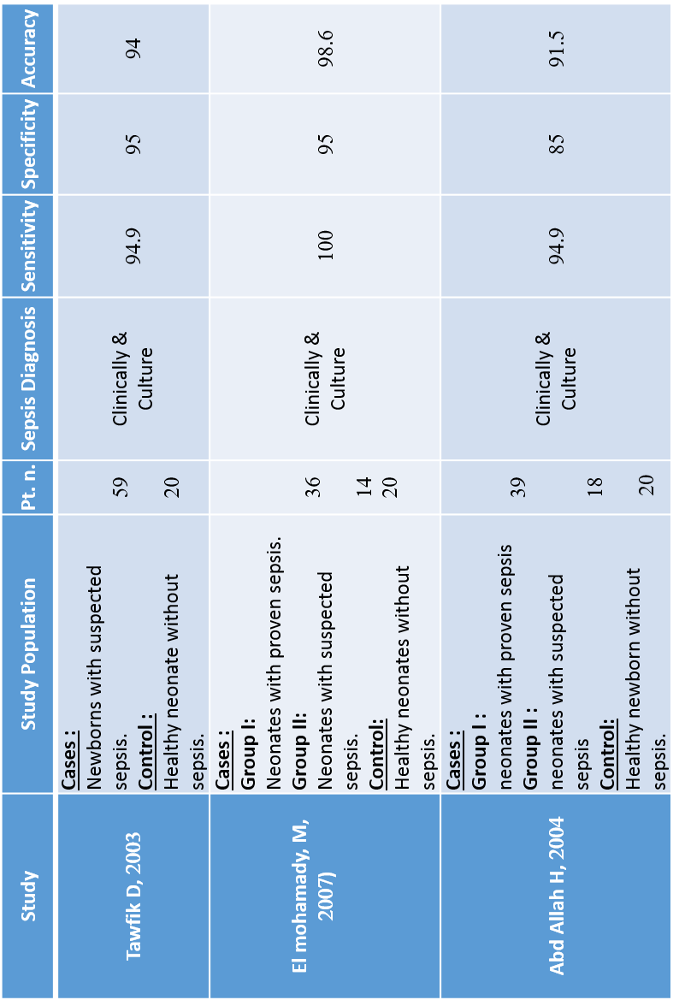 Study
Study Population
Pt. n.
Sepsis Diagnosis
Sensitivity
Specificity
Accuracy
Tawfik D, 2003
Cases :
Newborns with suspected
sepsis.
Control :
Healthy neonate without
sepsis.
59
20
Clinically &
Culture
94.9
95
94
El mohamady, M,
2007)
Cases :
Group I:
Neonates with proven sepsis.
Group II:
Neonates with suspected
sepsis.
Control:
Healthy neonates without
sepsis.
36
14
20
Clinically &
Culture
100
95
98.6
Abd Allah H, 2004
Cases :
Group I :
neonates with proven sepsis
Group II :
neonates with suspected
sepsis
Control:
Healthy newborn without
sepsis.
39
18
20
Clinically &
Culture
94.9
85
91.5